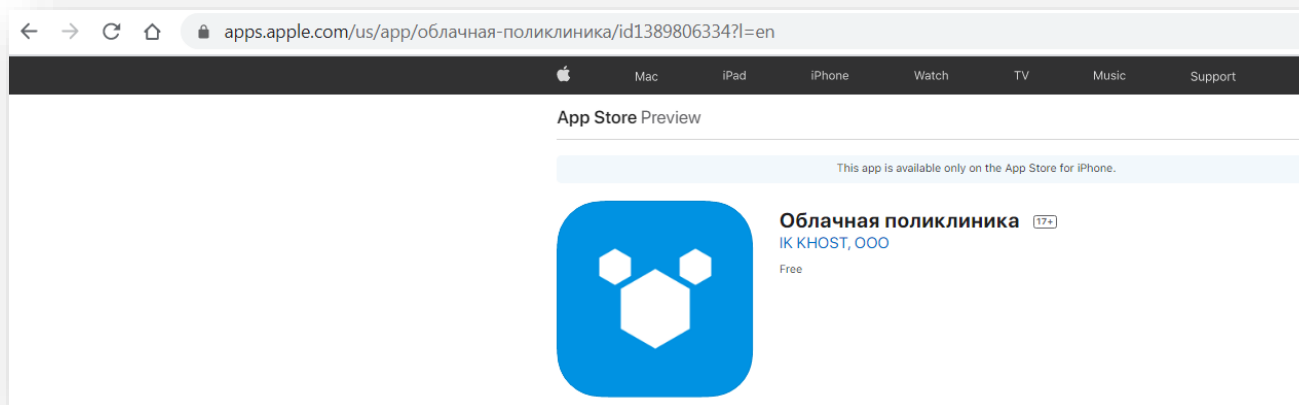 apps.apple.com/us/app/облачная-поликлиника/id1389806334?l=en
Mac iPad iPhone Watch TV Music Support
App Store Preview
This app is available only on the App Store for iPhone.
Облачная поликлиника 17+
IK KHOST, OOO
Free